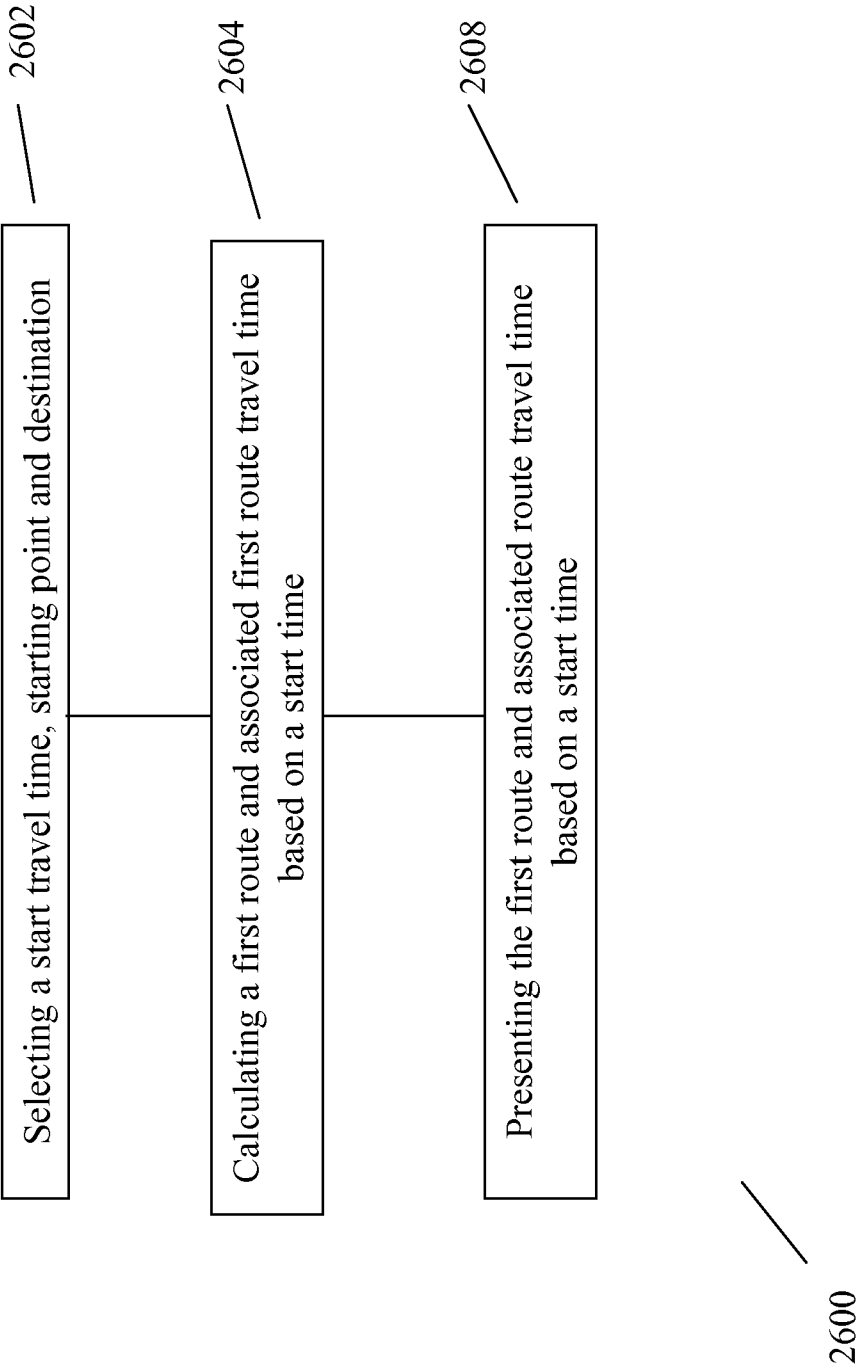 Selecting a start travel time, starting point and destination
2602
Calculating a first route and associated first route travel time
based on a start time
2604
Presenting the first route and associated route travel time
based on a start time
2608
2600